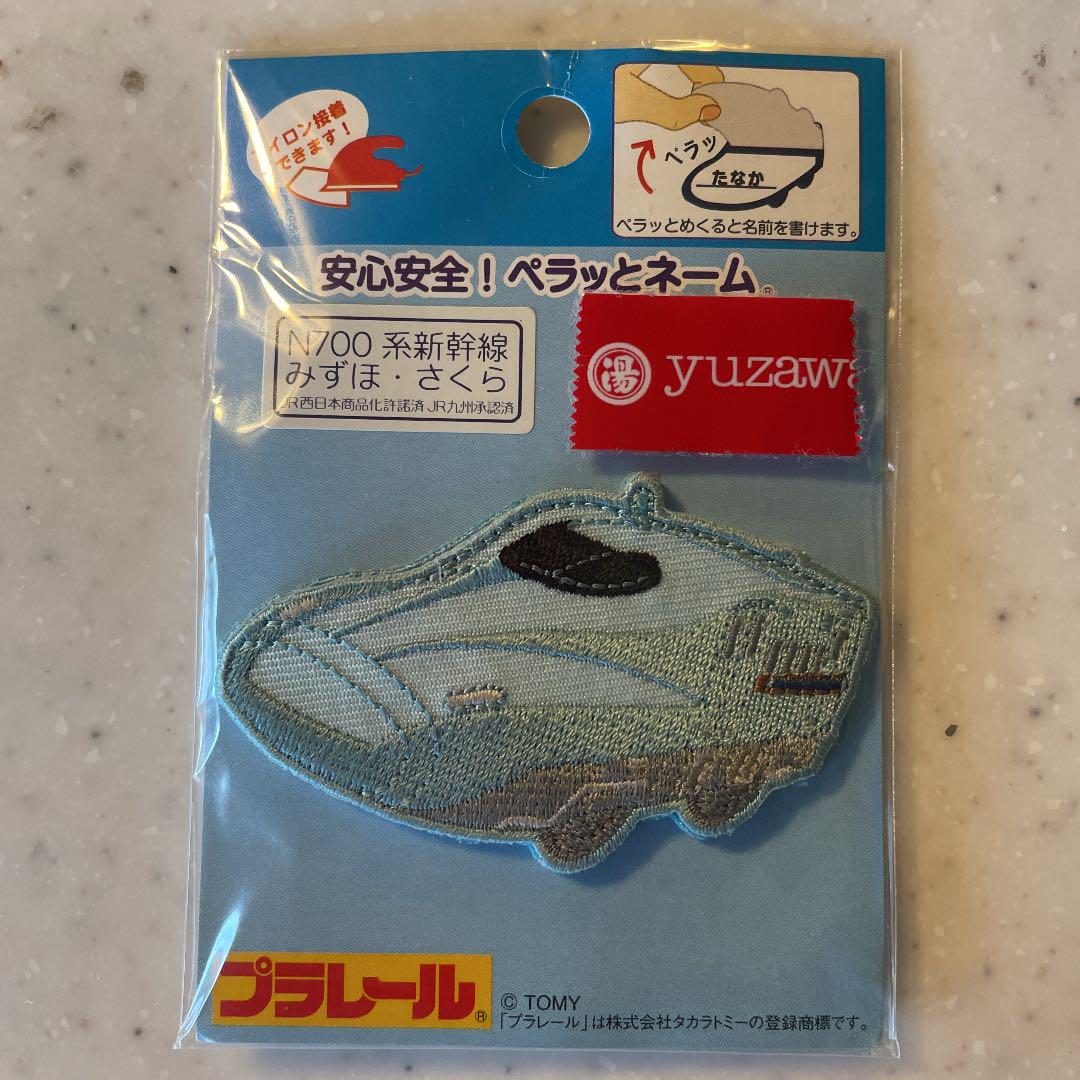 アイロン接着
できます!
ペラッ
たなか
ペラッとめくると名前を書けます。
安心安全!ペラッとネーム®
N700 系新幹線
みずほ・さくら
JR西日本商品化許諾済 JR九州承認済
湯 yuzawa
プラレール®
© TOMY
「プラレール」は株式会社タカラトミーの登録商標です。